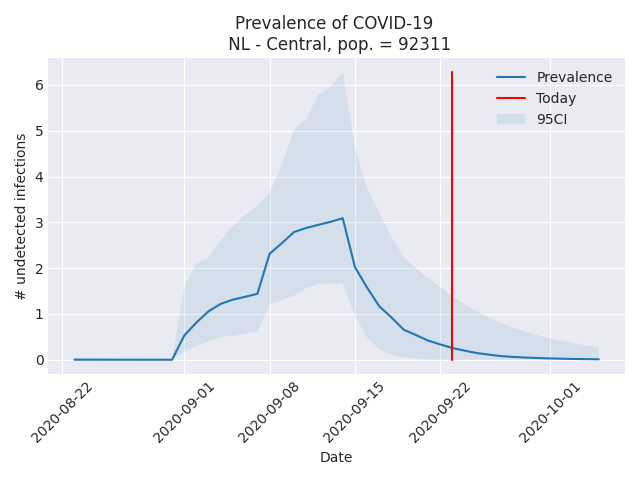 Prevalence of COVID-19
NL - Central, pop. = 92311
Prevalence
Today
95CI
# undetected infections
6
5
4
3
2
1
0
2020-08-22
2020-09-01
2020-09-08
2020-09-15
2020-09-22
2020-10-01
Date